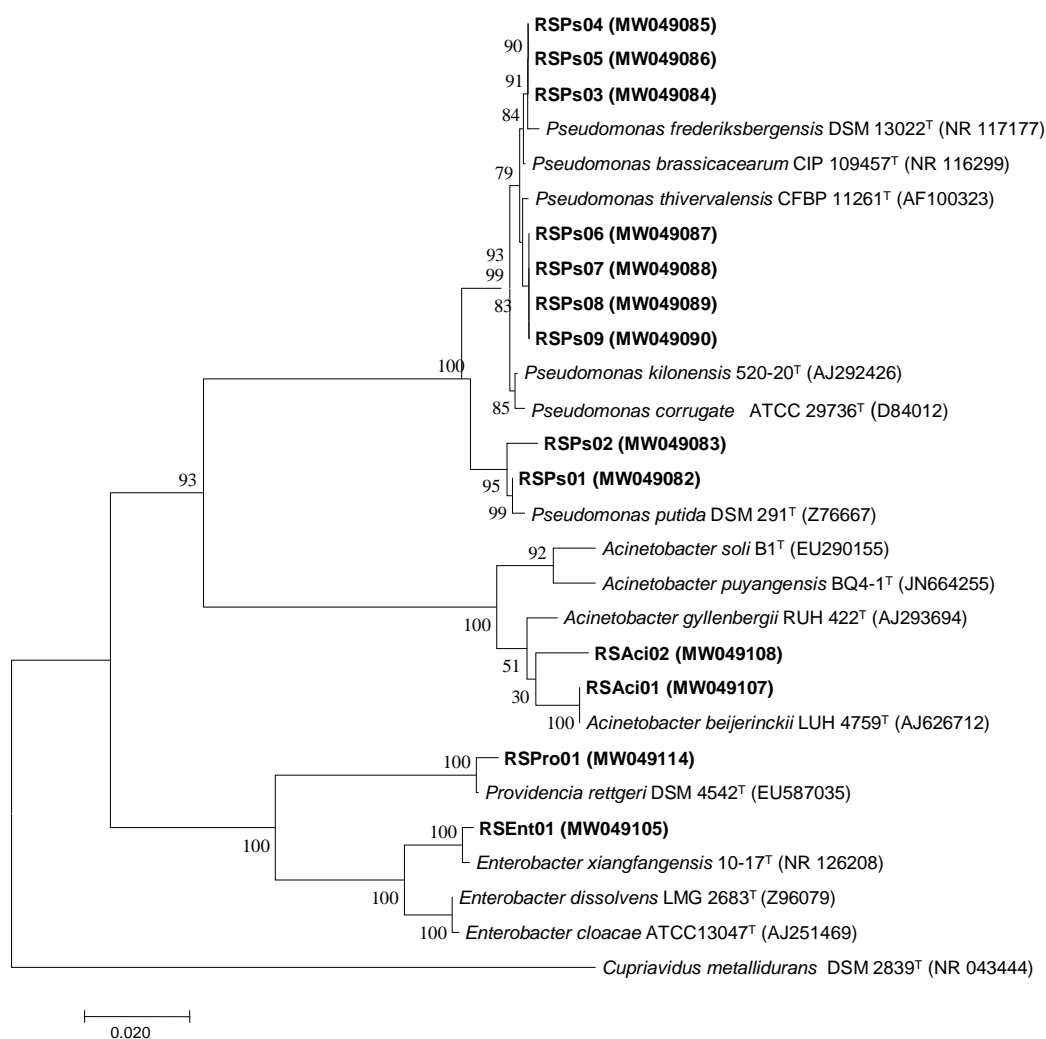 RSPs04 (MW049085)
90
RSPs05 (MW049086)
91
RSPs03 (MW049084)
84
Pseudomonas frederiksbergensis DSM 13022ᵀ (NR 117177)
Pseudomonas brassicacearum CIP 109457ᵀ (NR 116299)
79
Pseudomonas thivervalensis CFBP 11261ᵀ (AF100323)
RSPs06 (MW049087)
93
RSPs07 (MW049088)
99
RSPs08 (MW049089)
83
RSPs09 (MW049090)
100
Pseudomonas kilonensis 520-20ᵀ (AJ292426)
85
Pseudomonas corrugate ATCC 29736ᵀ (D84012)
RSPs02 (MW049083)
93
95
RSPs01 (MW049082)
99
Pseudomonas putida DSM 291ᵀ (Z76667)
92
Acinetobacter soli B1ᵀ (EU290155)
Acinetobacter puyangensis BQ4-1ᵀ (JN664255)
100
Acinetobacter gyllenbergii RUH 422ᵀ (AJ293694)
51
RSAci02 (MW049108)
30
RSAci01 (MW049107)
100
Acinetobacter beijerinckii LUH 4759ᵀ (AJ626712)
100
RSPro01 (MW049114)
Providencia rettgeri DSM 4542ᵀ (EU587035)
100
100
RSEnt01 (MW049105)
Enterobacter xiangfangensis 10-17ᵀ (NR 126208)
100
Enterobacter dissolvens LMG 2683ᵀ (Z96079)
100
Enterobacter cloacae ATCC13047ᵀ (AJ251469)
Cupriavidus metallidurans DSM 2839ᵀ (NR 043444)
0.020